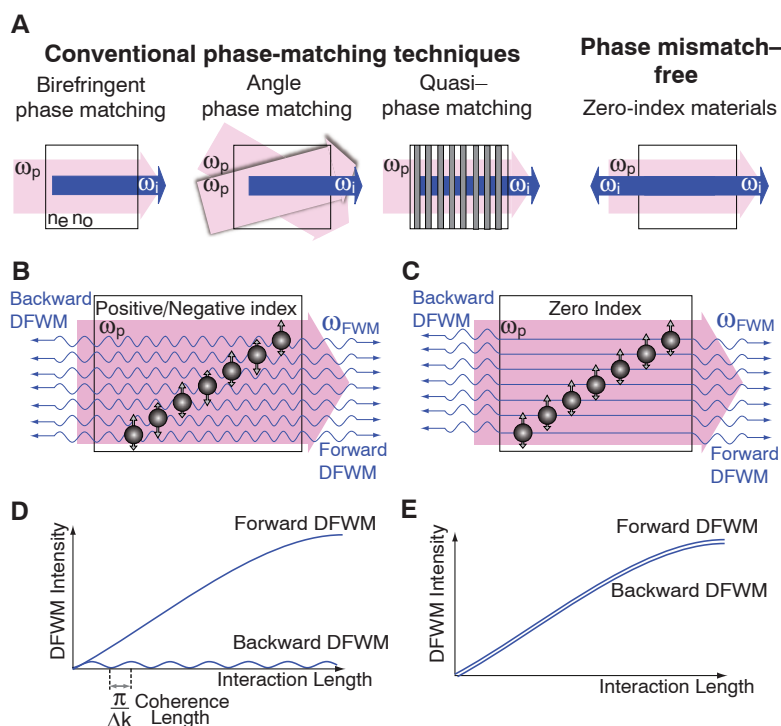 A
Conventional phase-matching techniques
Phase mismatch–
free
Birefringent
phase matching
Angle
phase matching
Quasi–
phase matching
Zero-index materials
ωp
ωi
ne no
ωp
ωp
ωi
ωp
ωi
ωp
ωi
ωi
B
Backward
DFWM
Positive/Negative index
ωp
ωFWM
Forward
DFWM
C
Backward
DFWM
Zero Index
ωp
ωFWM
Forward
DFWM
D
DFWM Intensity
Forward DFWM
Backward DFWM
Interaction Length
π
Δk
Coherence
Length
E
DFWM Intensity
Forward DFWM
Backward DFWM
Interaction Length